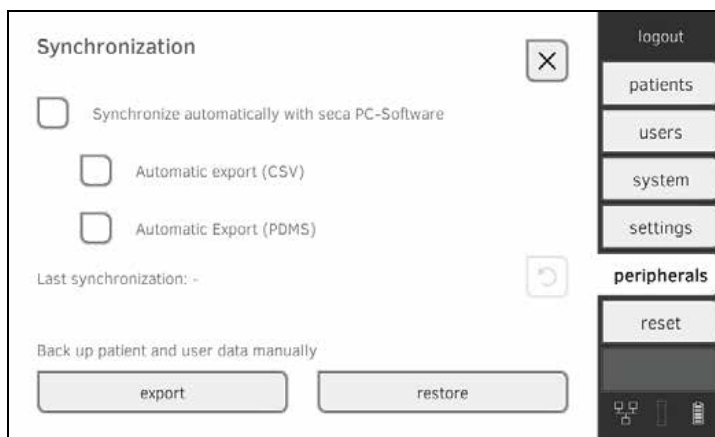 Synchronization
Synchronize automatically with seca PC-Software
Automatic export (CSV)
Automatic Export (PDMS)
Last synchronization: -
Back up patient and user data manually
export
restore
logout
patients
users
system
settings
peripherals
reset